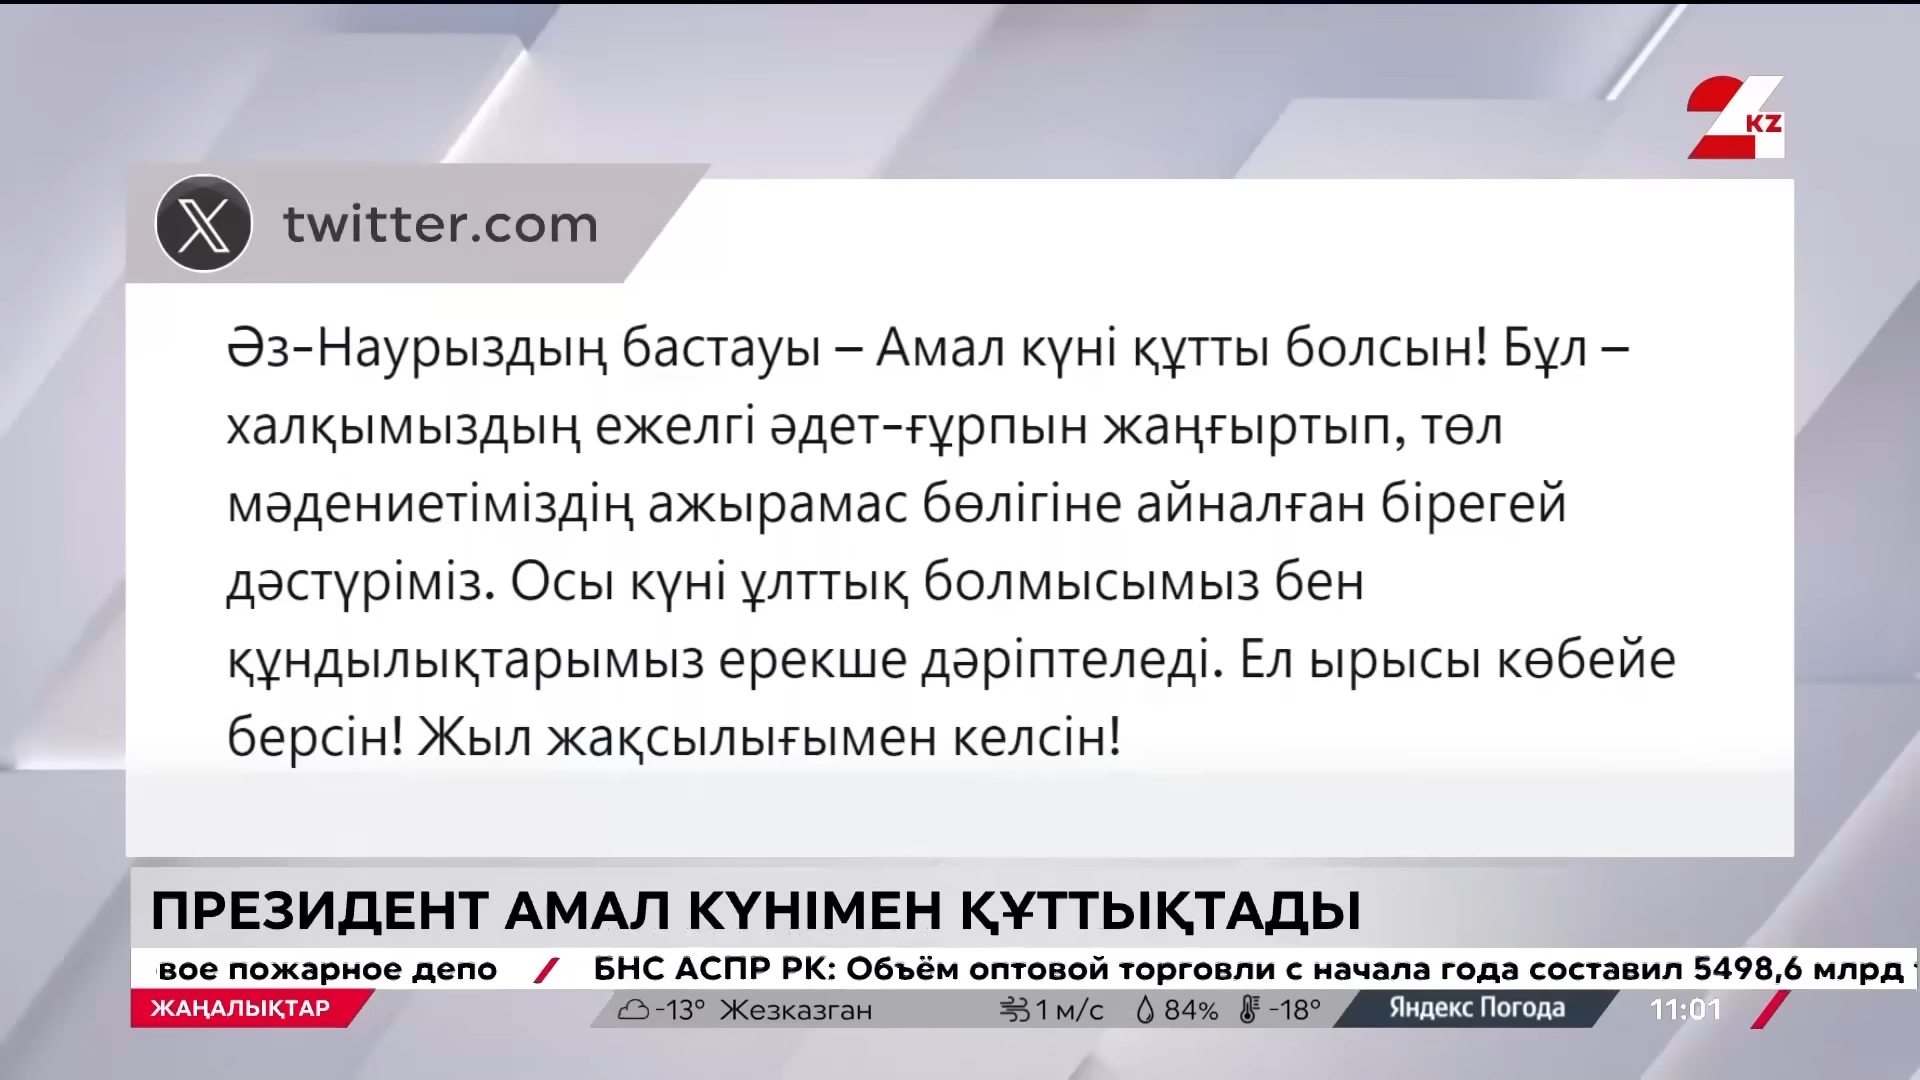 24 KZ
twitter.com
Әз-Наурыздың бастауы – Амал күні құтты болсын! Бұл –
халқымыздың ежелгі әдет-ғұрпын жаңғыртып, төл
мәдениетіміздің ажырамас бөлігіне айналған бірегей
дәстүріміз. Осы күні ұлттық болмысымыз бен
құндылықтарымыз ерекше дәріптеледі. Ел ырысы көбейе
берсін! Жыл жақсылығымен келсін!
ПРЕЗИДЕНТ АМАЛ КҮНІМЕН ҚҰТТЫҚТАДЫ
вое пожарное депо / БНС АСПР РК: Объём оптовой торговли с начала года составил 5498,6 млрд
ЖАҢАЛЫҚТАР -13° Жезказган 1 м/с 84% -18° Яндекс Погода 11:01